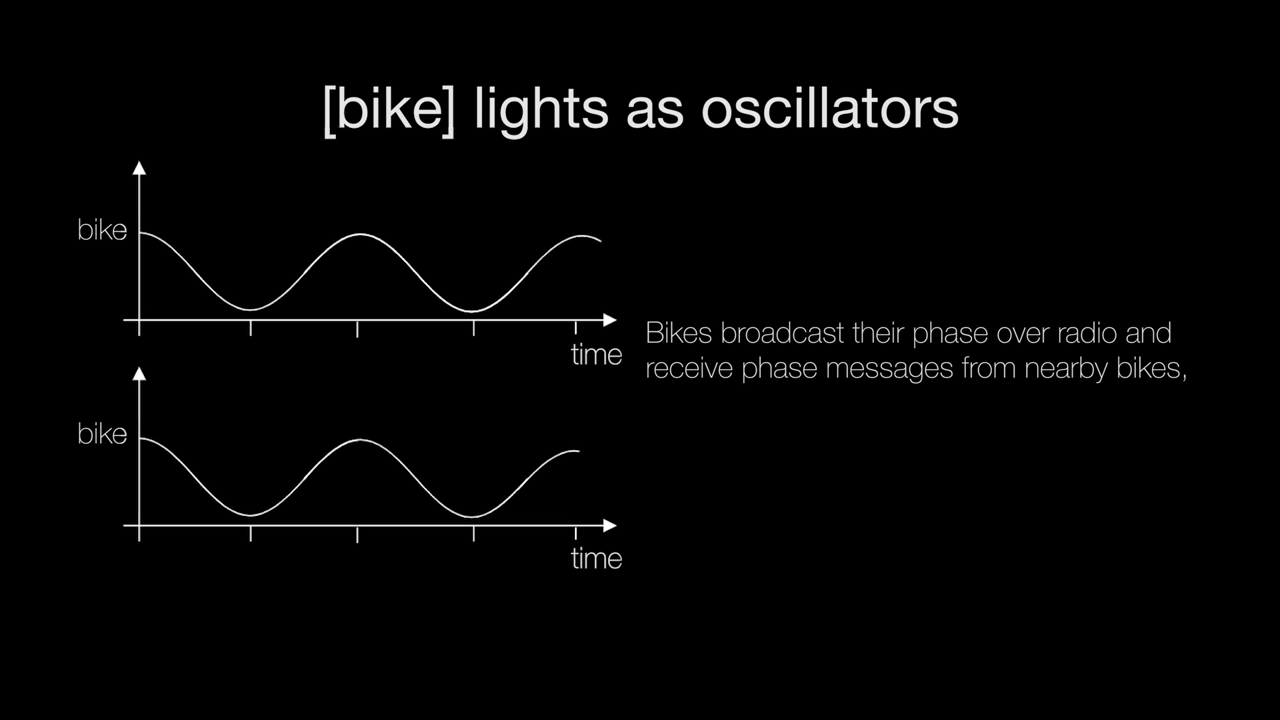 [bike] lights as oscillators
bike
time
bike
time
Bikes broadcast their phase over radio and
receive phase messages from nearby bikes,